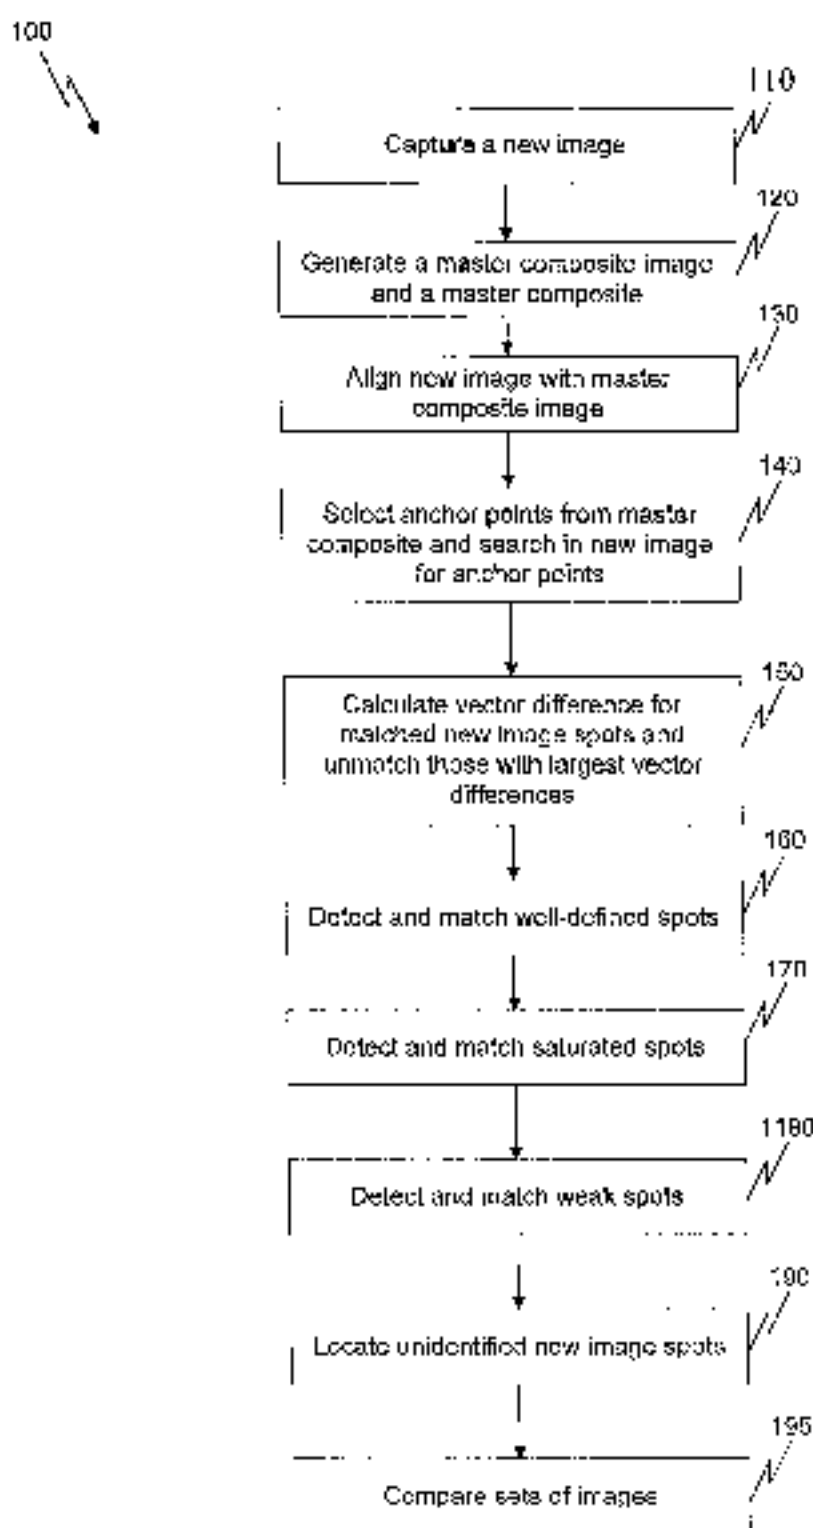 100
110
Capture a new image
120
Generate a master composite image
and a master composite
130
Align new image with master
composite image
140
Select anchor points from master
composite and search in new image
for anchor points
150
Calculate vector difference for
matched new image spots and
unmatch those with largest vector
differences
160
Detect and match well-defined spots
170
Detect and match saturated spots
1180
Detect and match weak spots
190
Locate unidentified new image spots
195
Compare sets of images